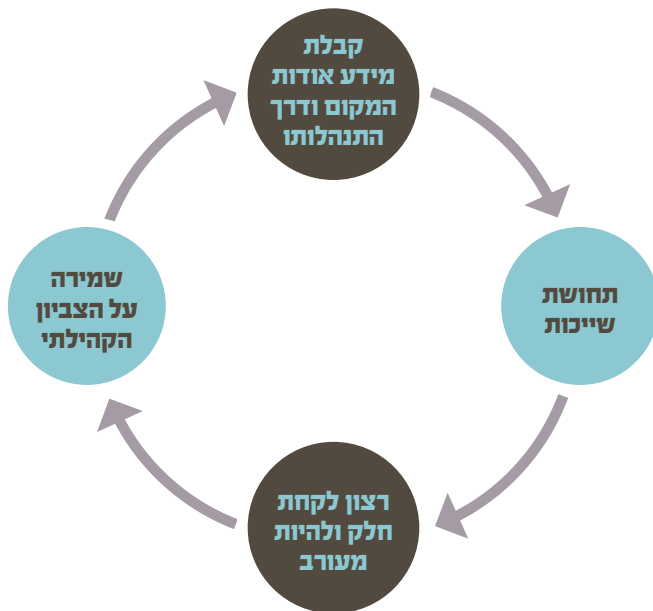 קבלת
מידע אודות
המקום ודרך
התנהלותו
תחושת
שייכות
רצון לקחת
חלק ולהיות
מעורב
שמירה
על הצביון
הקהילתי